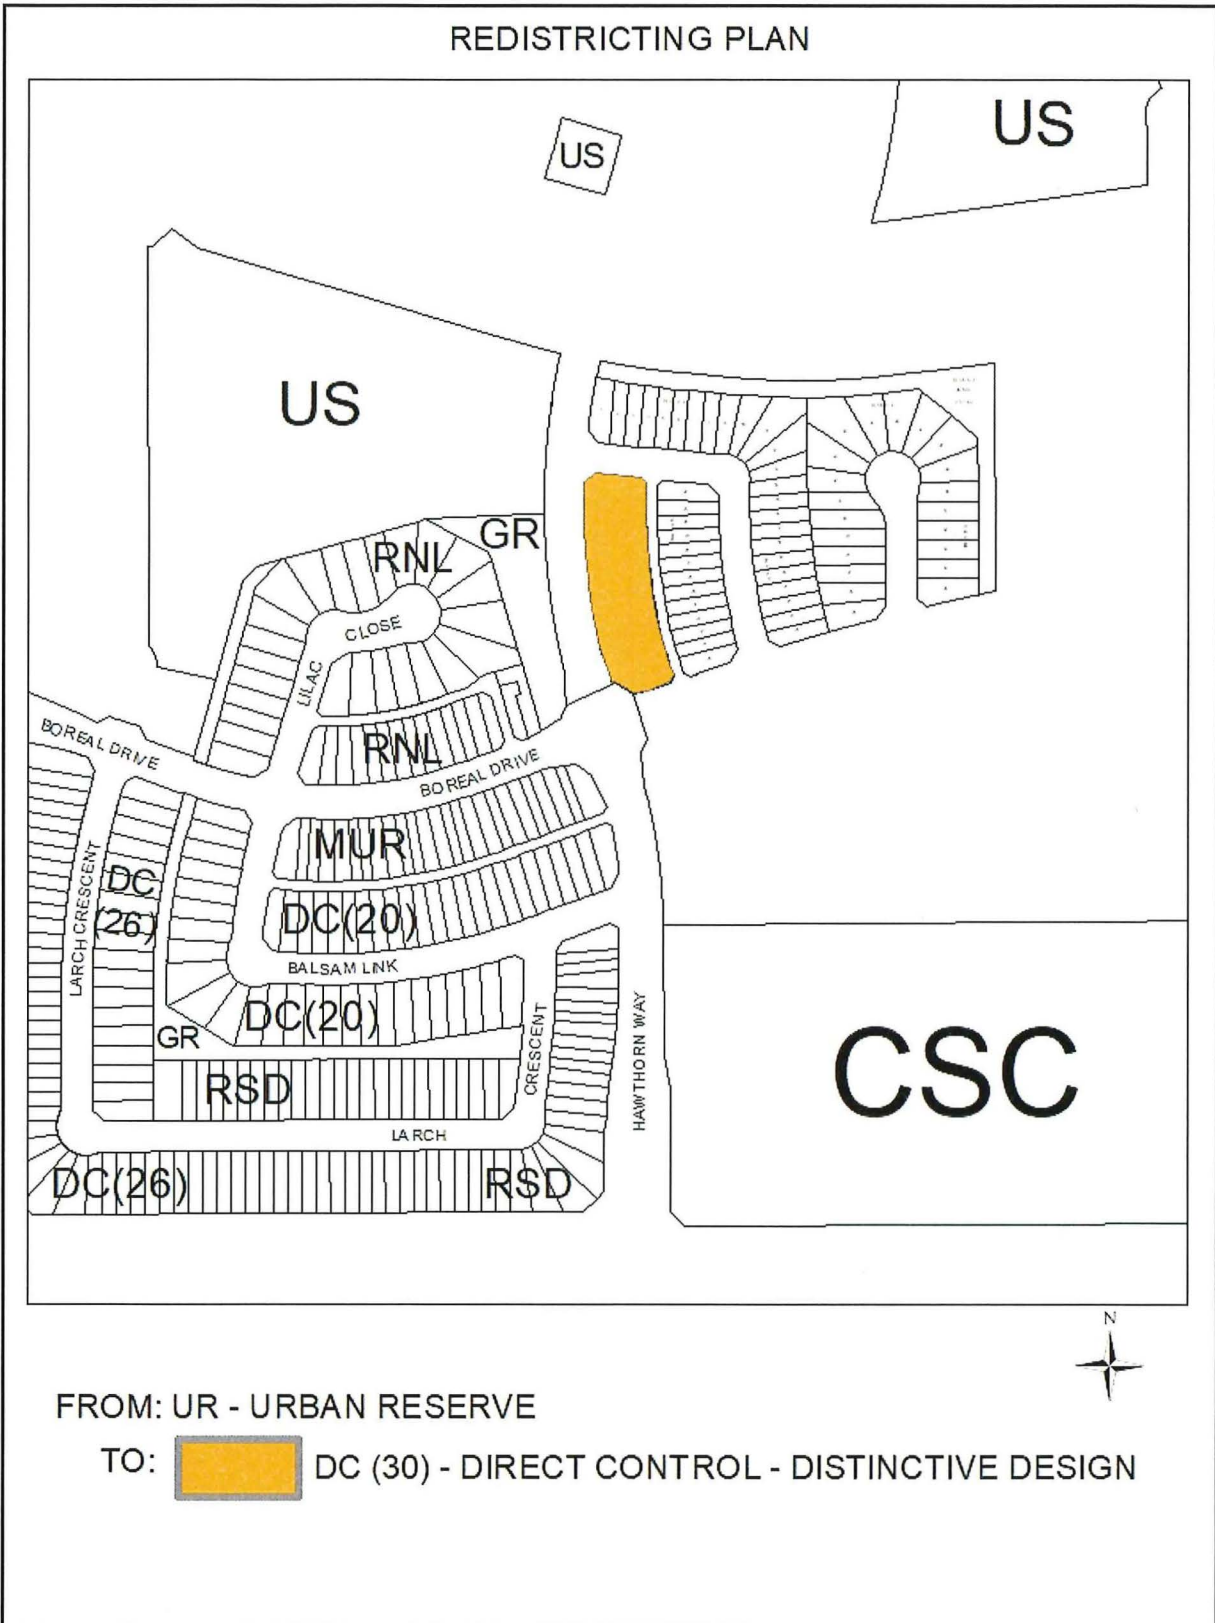 REDISTRICTING PLAN
US
US
US
GR
RNL
CLOSE
LILAC
RNL
BOREAL DRIVE
BOREAL DRIVE
MUR
DC
(26)
LARCH CRESCENT
DC(20)
BALSAM LINK
DC(20)
GR
CRESCENT
HAWTHORN WAY
CSC
RSD
LARCH
DC(26)
RSD
N
FROM: UR - URBAN RESERVE
TO: DC (30) - DIRECT CONTROL - DISTINCTIVE DESIGN